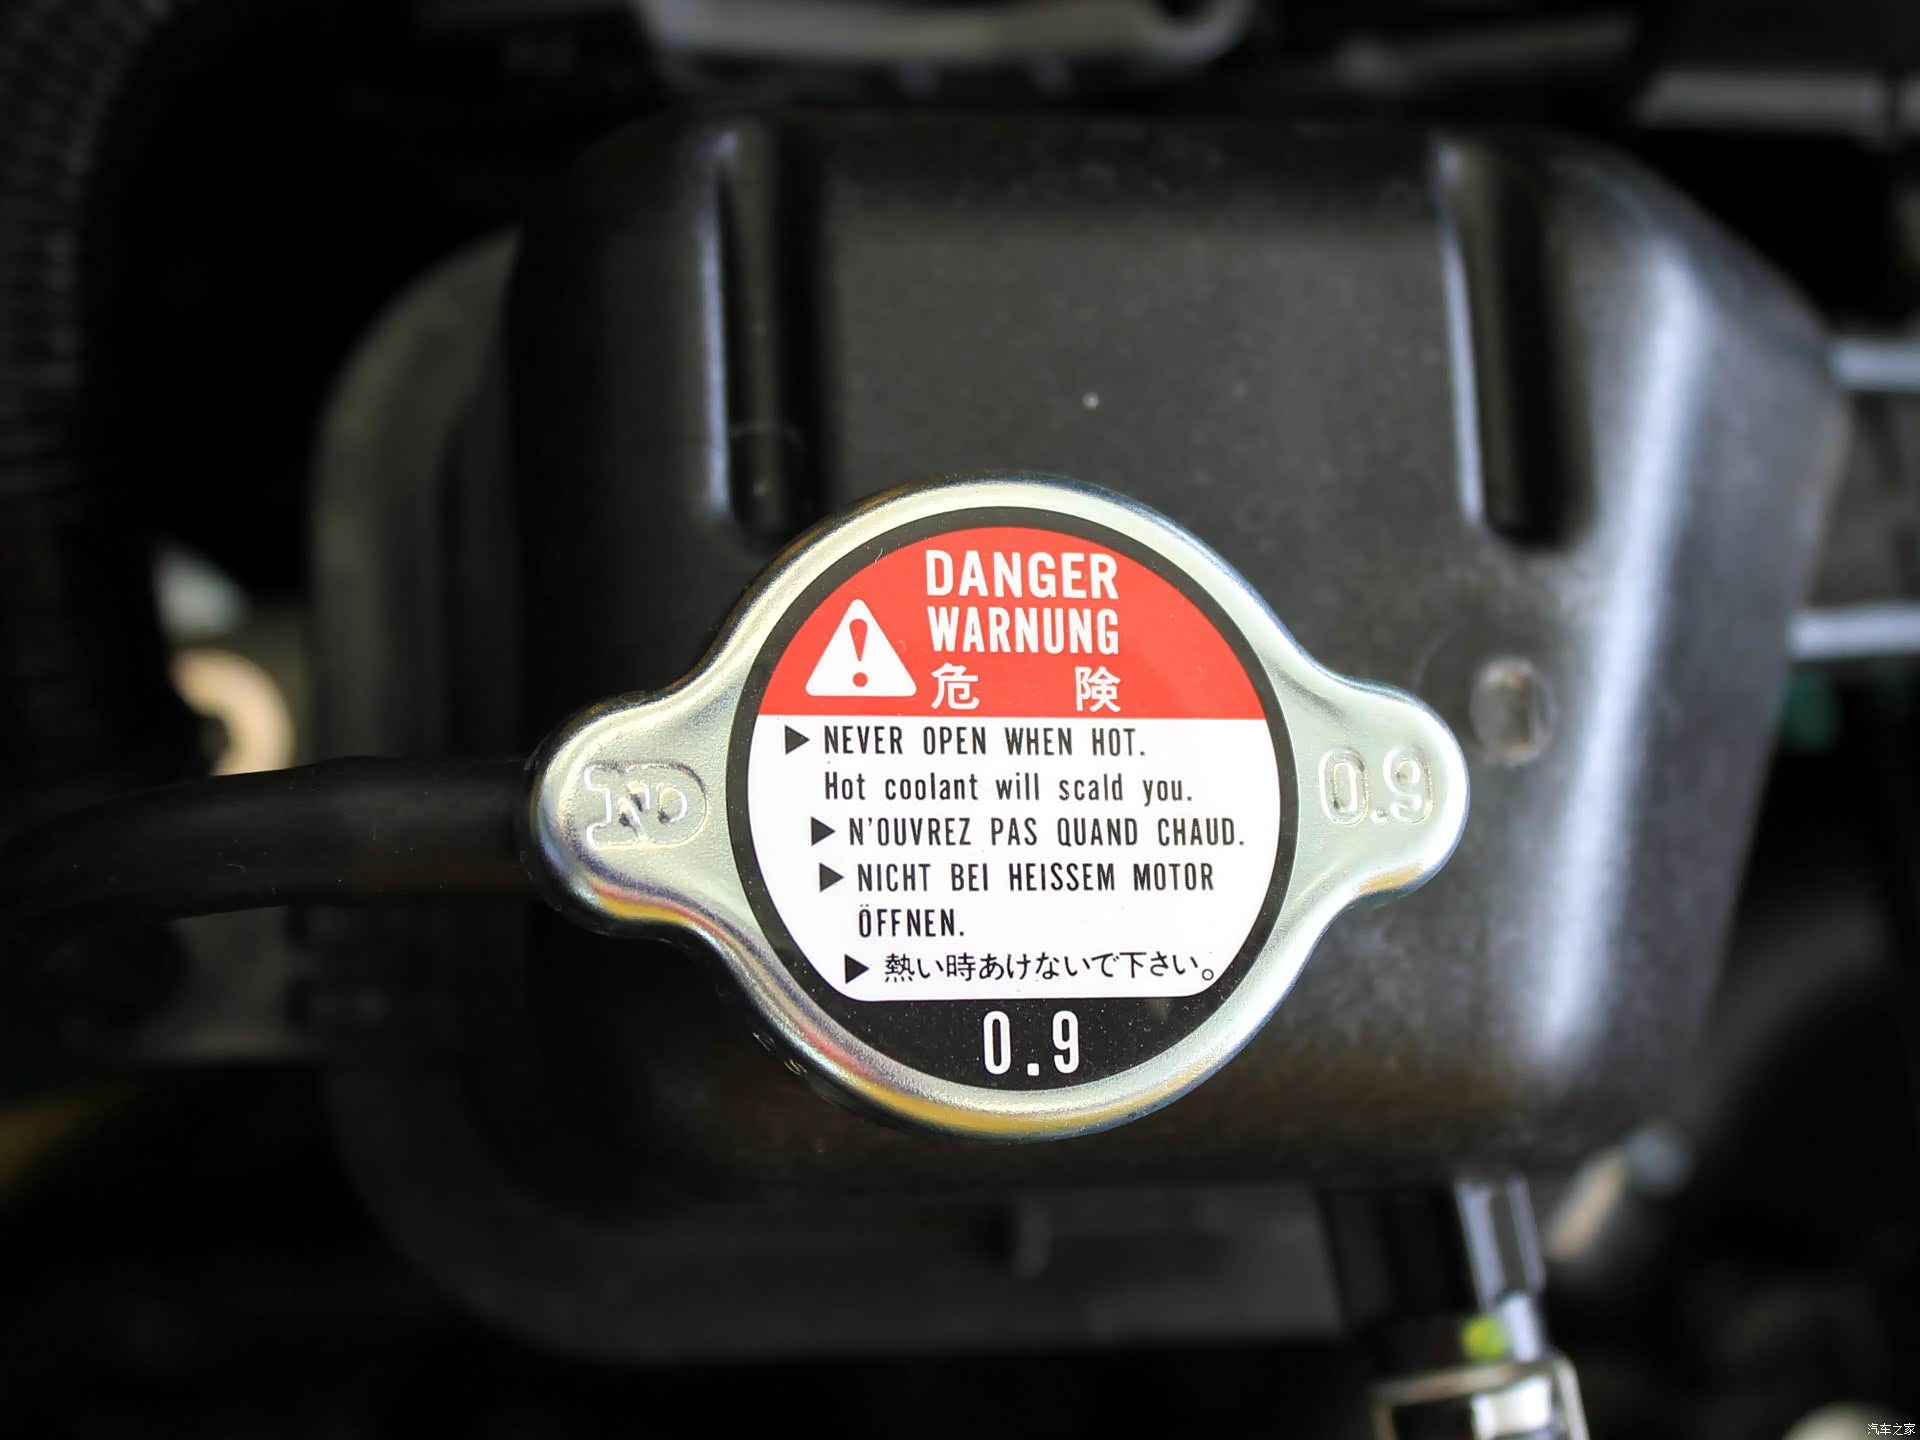 DANGER
WARNUNG
危 険
▶ NEVER OPEN WHEN HOT.
Hot coolant will scald you.
▶ N'OUVREZ PAS QUAND CHAUD.
▶ NICHT BEI HEISSEM MOTOR
ÖFFNEN.
▶ 熱い時あけないで下さい。
0.9
0.9
汽车之家